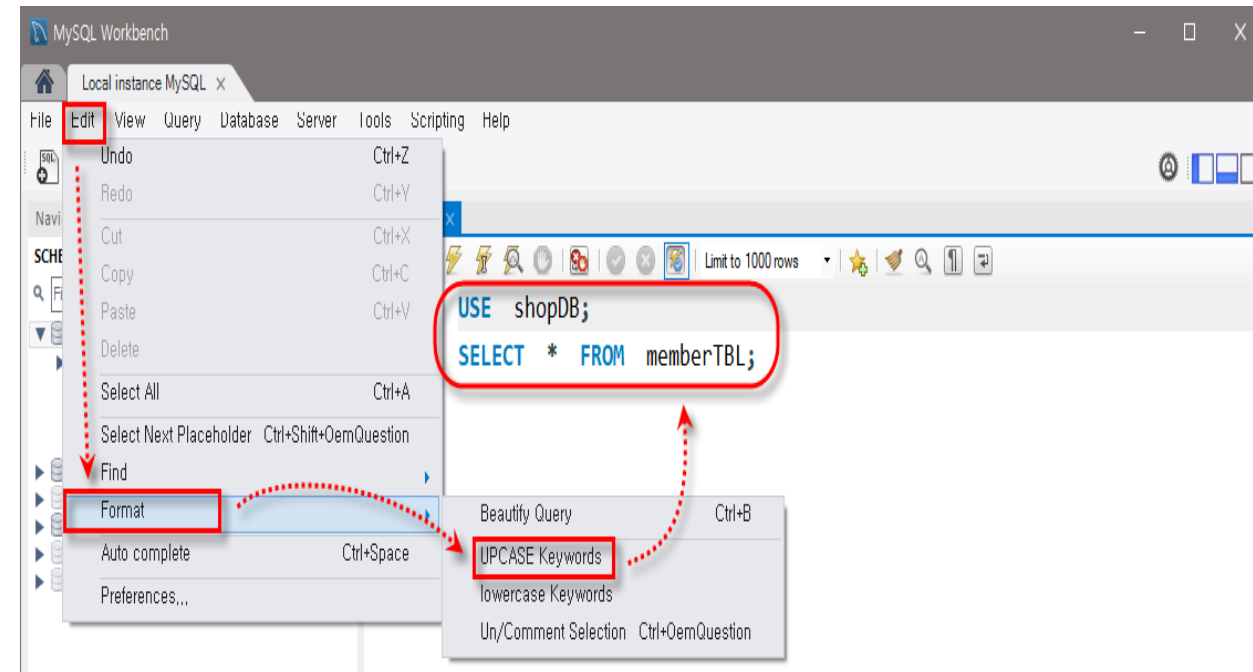 MySQL Workbench
Local instance MySQL
File Edit View Query Database Server Tools Scripting Help
Undo Ctrl+Z
Redo Ctrl+Y
Navi
Cut Ctrl+X
SCHE
Limit to 1000 rows
Copy Ctrl+C
Fi
Paste Ctrl+V
USE shopDB;
Delete
SELECT * FROM memberTBL;
Select All Ctrl+A
Select Next Placeholder Ctrl+Shift+OemQuestion
Find
Format
Beautify Query Ctrl+B
Auto complete Ctrl+Space
UPCASE Keywords
Preferences...
lowercase Keywords
Un/Comment Selection Ctrl+OemQuestion